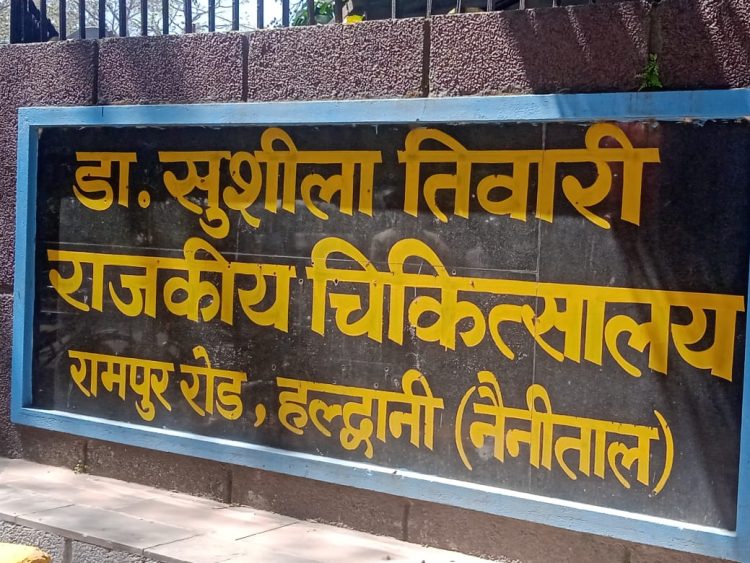 डा. सुशीला तिवारी
राजकीय चिकित्सालय
रामपुर रोड, हल्द्वानी (नैनीताल)